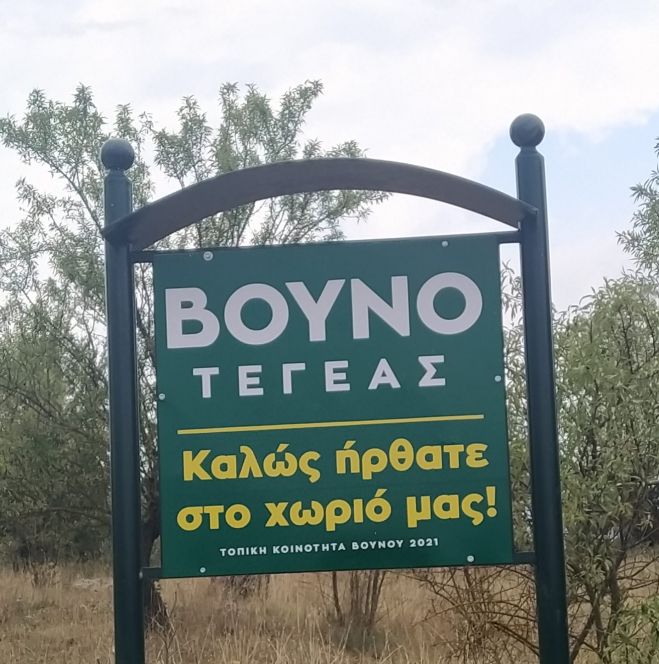 ΒΟΥΝΟ
ΤΕΓΕΑΣ
Καλώς ήρθατε
στο χωριό μας!
ΤΟΠΙΚΗ ΚΟΙΝΟΤΗΤΑ ΒΟΥΝΟΥ 2021